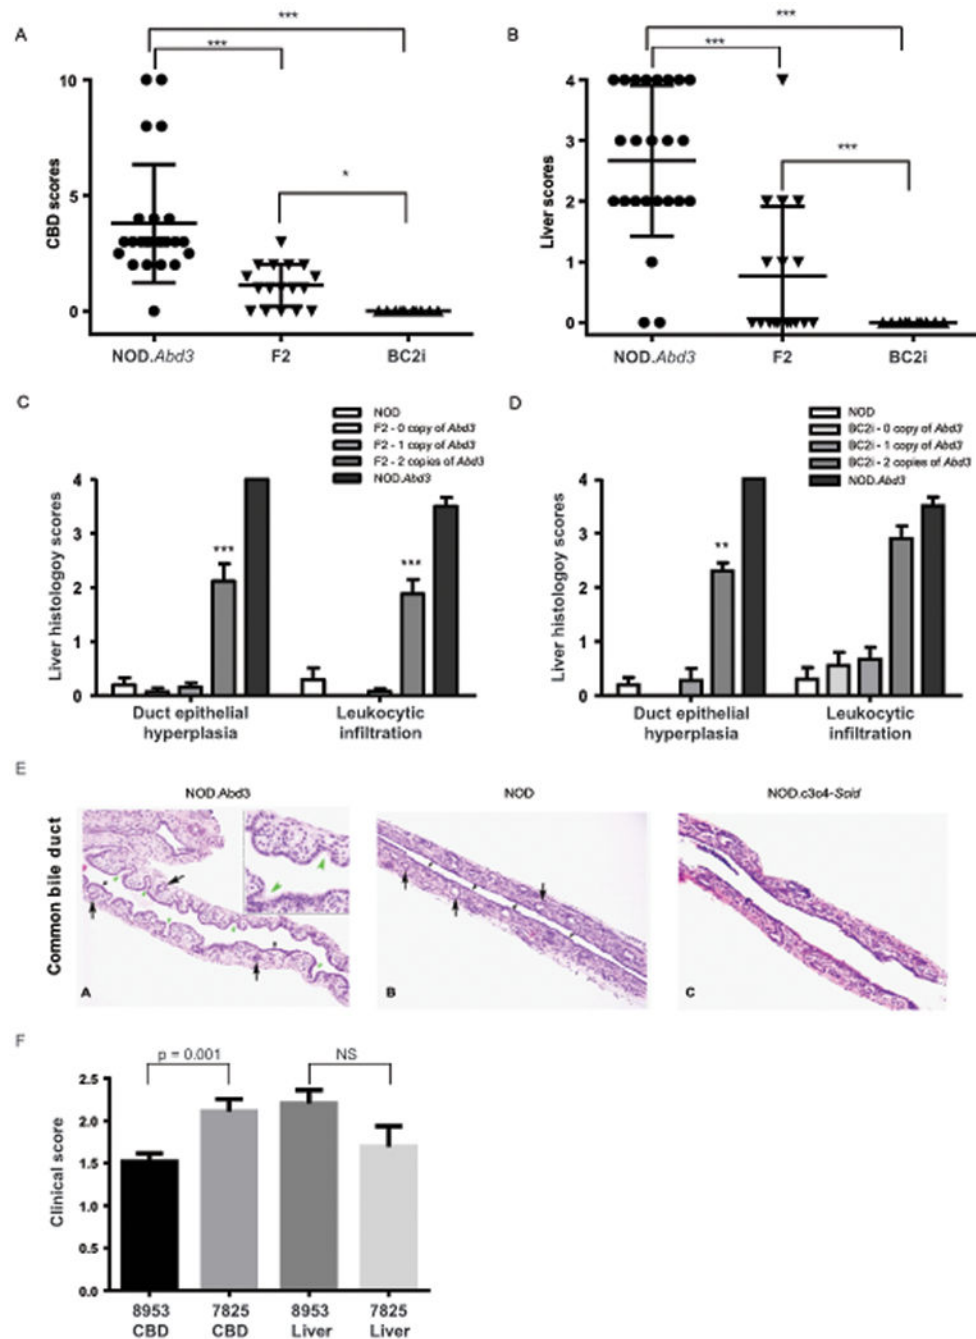 A
***
***
*
CBD scores
10
5
0
NOD.Abd3
F2
BC2i
B
***
***
***
Liver scores
4
3
2
1
0
NOD.Abd3
F2
BC2i
C
NOD
F2 - 0 copy of Abd3
F2 - 1 copy of Abd3
F2 - 2 copies of Abd3
NOD.Abd3
Liver histologoy scores
4
3
2
1
0
***
***
Duct epithelial
hyperplasia
Leukocytic
infiltration
D
NOD
BC2i - 0 copy of Abd3
BC2i - 1 copy of Abd3
BC2i - 2 copies of Abd3
NOD.Abd3
Liver histology scores
4
3
2
1
0
**
Duct epithelial
hyperplasia
Leukocytic
infiltration
E
NOD.Abd3
NOD
NOD.c3c4-Scid
Common bile duct
A
B
C
F
p = 0.001
NS
Clinical score
2.5
2.0
1.5
1.0
0.5
0.0
8953
CBD
7825
CBD
8953
Liver
7825
Liver